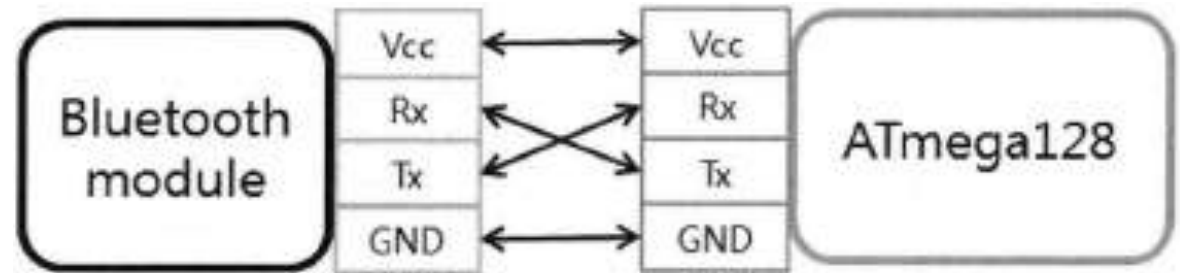 Bluetooth
module
Vcc
Rx
Tx
GND
Vcc
Rx
Tx
GND
ATmega128